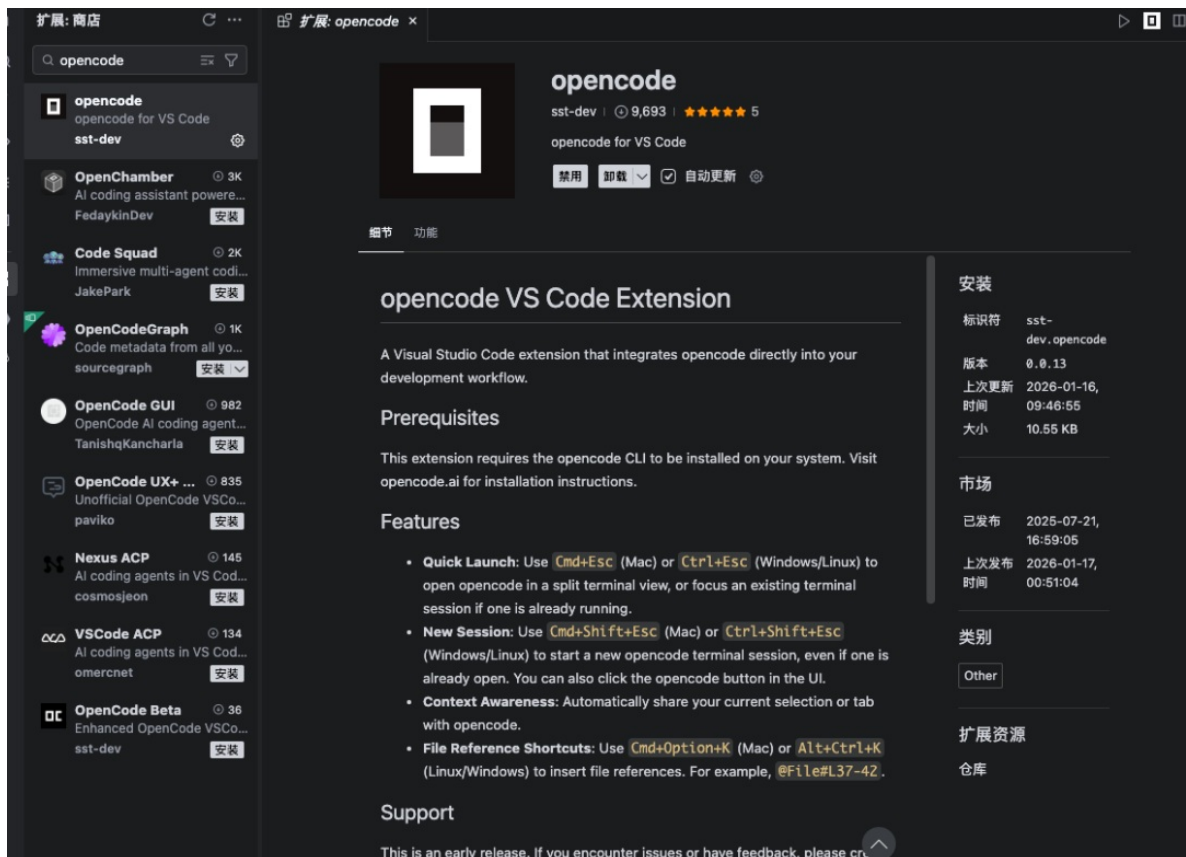 扩展: 商店
opencode
opencode
opencode for VS Code
sst-dev
OpenChamber 3K
AI coding assistant powere...
FedaykinDev 安装
Code Squad 2K
Immersive multi-agent codi...
JakePark 安装
OpenCodeGraph 1K
Code metadata from all yo...
sourcegraph 安装
OpenCode GUI 982
OpenCode AI coding agent...
TanishqKancharla 安装
OpenCode UX+ ... 835
Unofficial OpenCode VSCo...
paviko 安装
Nexus ACP 145
AI coding agents in VS Cod...
cosmosjeon 安装
VSCode ACP 134
AI coding agents in VS Cod...
omercnet 安装
OpenCode Beta 36
Enhanced OpenCode VSCo...
sst-dev 安装
扩展: opencode ×
opencode
sst-dev 9,693 ★★★★★ 5
opencode for VS Code
禁用 卸载 自动更新
细节 功能
opencode VS Code Extension
A Visual Studio Code extension that integrates opencode directly into your
development workflow.
Prerequisites
This extension requires the opencode CLI to be installed on your system. Visit
opencode.ai for installation instructions.
Features
• Quick Launch: Use Cmd+Esc (Mac) or Ctrl+Esc (Windows/Linux) to
open opencode in a split terminal view, or focus an existing terminal
session if one is already running.
• New Session: Use Cmd+Shift+Esc (Mac) or Ctrl+Shift+Esc
(Windows/Linux) to start a new opencode terminal session, even if one is
already open. You can also click the opencode button in the UI.
• Context Awareness: Automatically share your current selection or tab
with opencode.
• File Reference Shortcuts: Use Cmd+Option+K (Mac) or Alt+Ctrl+K
(Linux/Windows) to insert file references. For example, @File#L37-42.
Support
This is an early release. If you encounter issues or have feedback, please
安装
标识符 sst-
dev.opencode
版本 0.0.13
上次更新 2026-01-16,
时间 09:46:55
大小 10.55 KB
市场
已发布 2025-07-21,
16:59:05
上次发布 2026-01-17,
时间 00:51:04
类别
Other
扩展资源
仓库